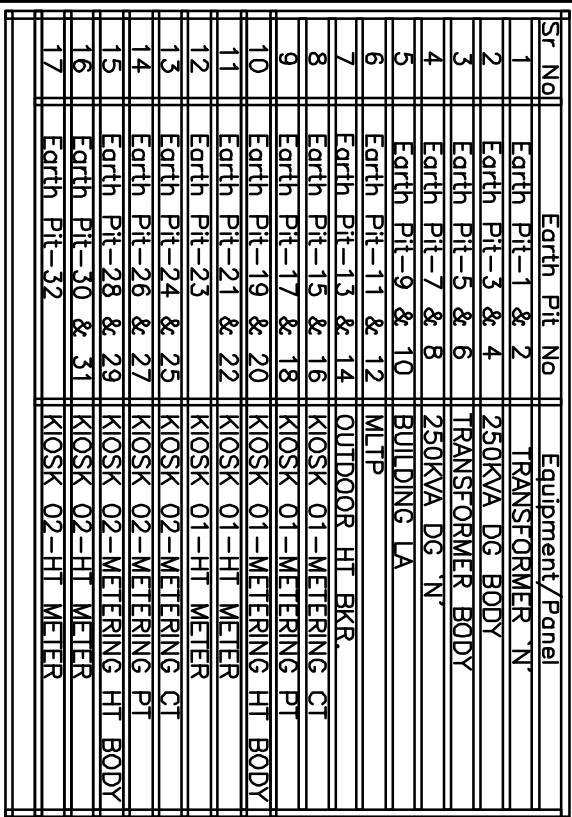 Sr No Earth Pit No Equipment/Panel
1 Earth Pit-1 & 2 TRANSFORMER `N'
2 Earth Pit-3 & 4 250KVA DG BODY
3 Earth Pit-5 & 6 TRANSFORMER BODY
4 Earth Pit-7 & 8 250KVA DG `N'
5 Earth Pit-9 & 10 BUILDING LA
6 Earth Pit-11 & 12 MLTP
7 Earth Pit-13 & 14 OUTDOOR HT BKR.
8 Earth Pit-15 & 16 KIOSK 01-METERING CT
9 Earth Pit-17 & 18 KIOSK 01-METERING PT
10 Earth Pit-19 & 20 KIOSK 01-METERING HT BODY
11 Earth Pit-21 & 22 KIOSK 01-HT METER
12 Earth Pit-23 KIOSK 01-HT METER
13 Earth Pit-24 & 25 KIOSK 02-METERING CT
14 Earth Pit-26 & 27 KIOSK 02-METERING PT
15 Earth Pit-28 & 29 KIOSK 02-METERING HT BODY
16 Earth Pit-30 & 31 KIOSK 02-HT METER
17 Earth Pit-32 KIOSK 02-HT METER